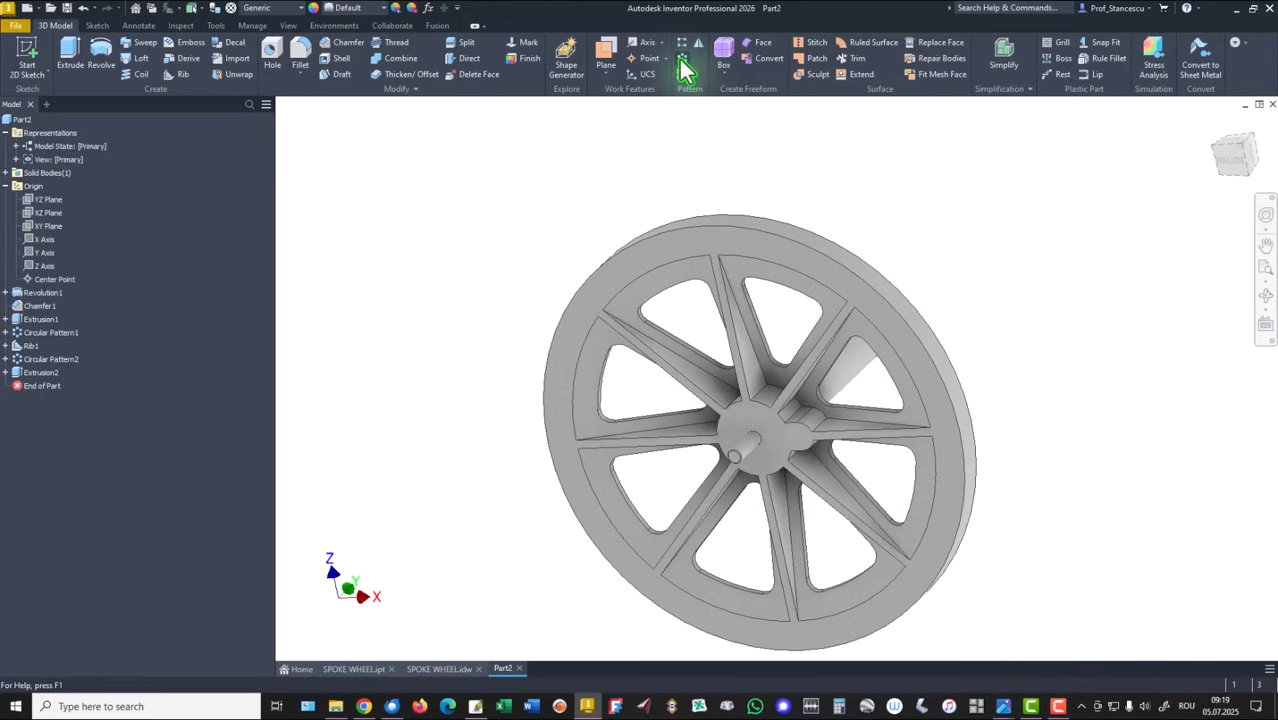 Generic
Default
Autodesk Inventor Professional 2026 Part2
Search Help & Commands...
Prof_Stancescu
File
3D Model
Sketch
Annotate
Inspect
Tools
Manage
View
Environments
Collaborate
Fusion
Start
2D Sketch
Extrude
Revolve
Sweep
Loft
Coil
Emboss
Derive
Rib
Decal
Import
Unwrap
Create
Hole
Fillet
Chamfer
Shell
Draft
Thread
Combine
Thicken/ Offset
Split
Direct
Delete Face
Mark
Finish
Modify
Shape
Generator
Explore
Plane
Axis
Point
UCS
Work Features
Pattern
Box
Face
Convert
Create Freeform
Stitch
Patch
Sculpt
Ruled Surface
Trim
Extend
Replace Face
Repair Bodies
Fit Mesh Face
Surface
Simplify
Simplification
Grill
Boss
Rest
Snap Fit
Rule Fillet
Lip
Plastic Part
Stress
Analysis
Simulation
Convert to
Sheet Metal
Convert
Model
Part2
Representations
Model State: [Primary]
View: [Primary]
Solid Bodies(1)
Origin
YZ Plane
XZ Plane
XY Plane
X Axis
Y Axis
Z Axis
Center Point
Revolution1
Chamfer1
Extrusion1
Circular Pattern1
Rib1
Circular Pattern2
Extrusion2
End of Part
Z
Y
X
Home
SPOKE WHEEL.ipt
SPOKE WHEEL.idw
Part2
For Help, press F1
1
3
Type here to search
ROU
09:19
05.07.2025